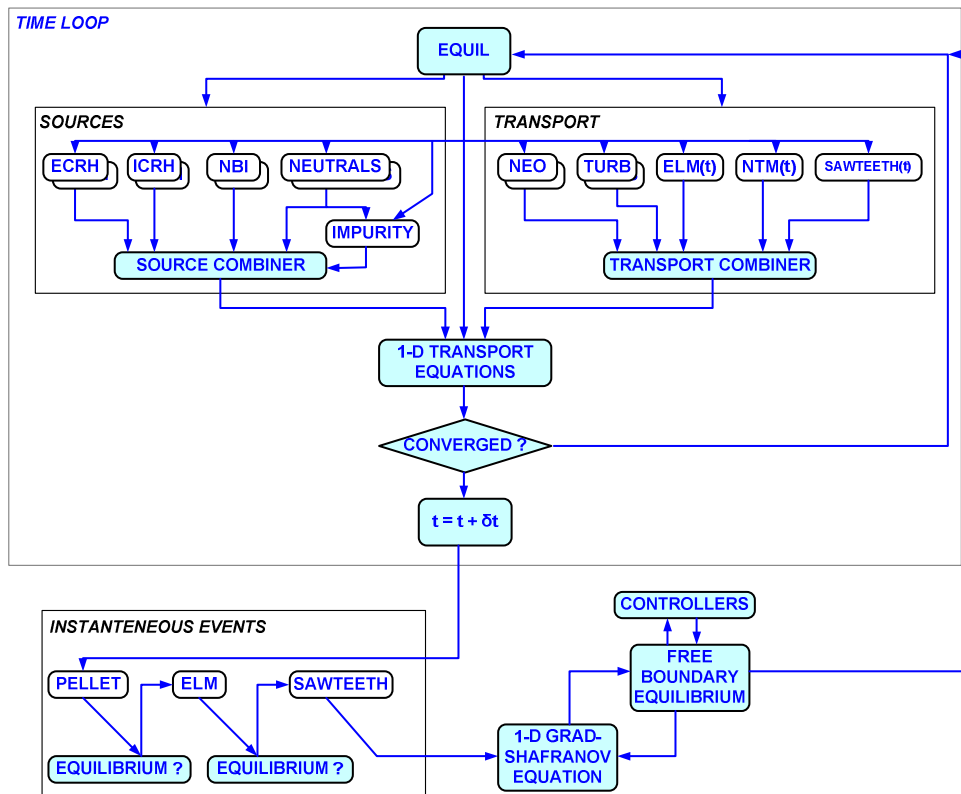 TIME LOOP
EQUIL
SOURCES
TRANSPORT
ECRH
ICRH
NBI
NEUTRALS
NEO
TURB
ELM(t)
NTM(t)
SAWTEETH(t)
IMPURITY
SOURCE COMBINER
TRANSPORT COMBINER
1-D TRANSPORT
EQUATIONS
CONVERGED ?
t = t + δt
INSTANTENEOUS EVENTS
PELLET
ELM
SAWTEETH
EQUILIBRIUM ?
EQUILIBRIUM ?
CONTROLLERS
FREE
BOUNDARY
EQUILIBRIUM
1-D GRAD-
SHAFRANOV
EQUATION